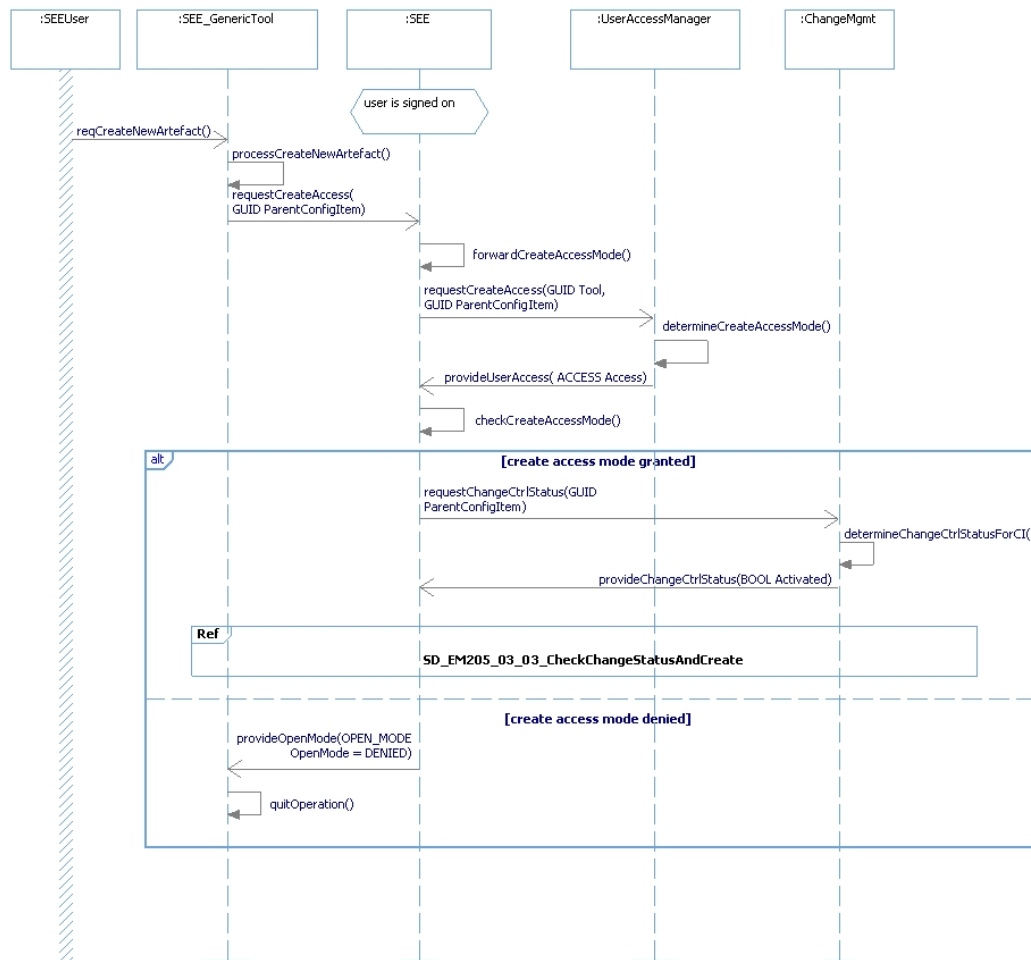 :SEEUser
:SEE_GenericTool
:SEE
:UserAccessManager
:ChangeMgmt
user is signed on
reqCreateNewArtefact()
processCreateNewArtefact()
requestCreateAccess(
GUID ParentConfigItem)
forwardCreateAccessMode()
requestCreateAccess(GUID Tool,
GUID ParentConfigItem)
determineCreateAccessMode()
provideUserAccess( ACCESS Access)
checkCreateAccessMode()
alt
[create access mode granted]
requestChangeCtrlStatus(GUID
ParentConfigItem)
determineChangeCtrlStatusForCI(
provideChangeCtrlStatus(BOOL Activated)
Ref
SD_EM205_03_03_CheckChangeStatusAndCreate
[create access mode denied]
provideOpenMode(OPEN_MODE
OpenMode = DENIED)
quitOperation()